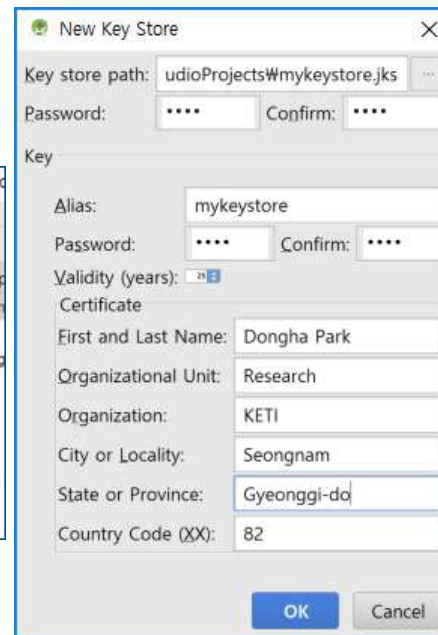 New Key Store
Key store path: udioProjects₩mykeystore.jks ...
Password: •••• Confirm: ••••
Key
Alias: mykeystore
Password: •••• Confirm: ••••
Validity (years): 25
Certificate
First and Last Name: Dongha Park
Organizational Unit: Research
Organization: KETI
City or Locality: Seongnam
State or Province: Gyeonggi-do
Country Code (XX): 82
OK Cancel